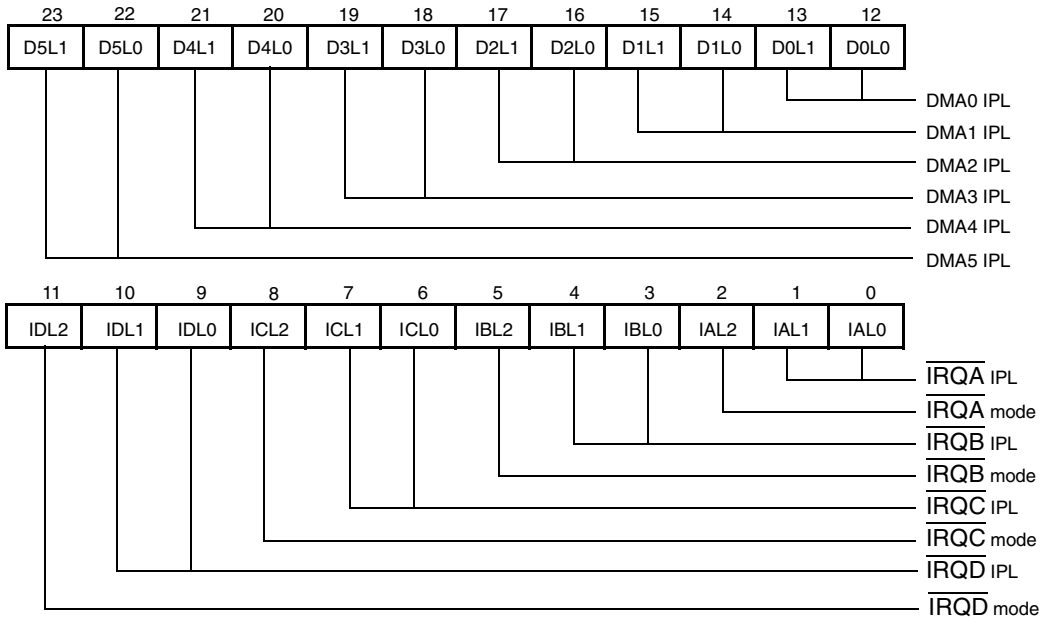 23 22 21 20 19 18 17 16 15 14 13 12
D5L1 D5L0 D4L1 D4L0 D3L1 D3L0 D2L1 D2L0 D1L1 D1L0 D0L1 D0L0
DMA0 IPL
DMA1 IPL
DMA2 IPL
DMA3 IPL
DMA4 IPL
DMA5 IPL
11 10 9 8 7 6 5 4 3 2 1 0
IDL2 IDL1 IDL0 ICL2 ICL1 ICL0 IBL2 IBL1 IBL0 IAL2 IAL1 IAL0
IRQA IPL
IRQA mode
IRQB IPL
IRQB mode
IRQC IPL
IRQC mode
IRQD IPL
IRQD mode